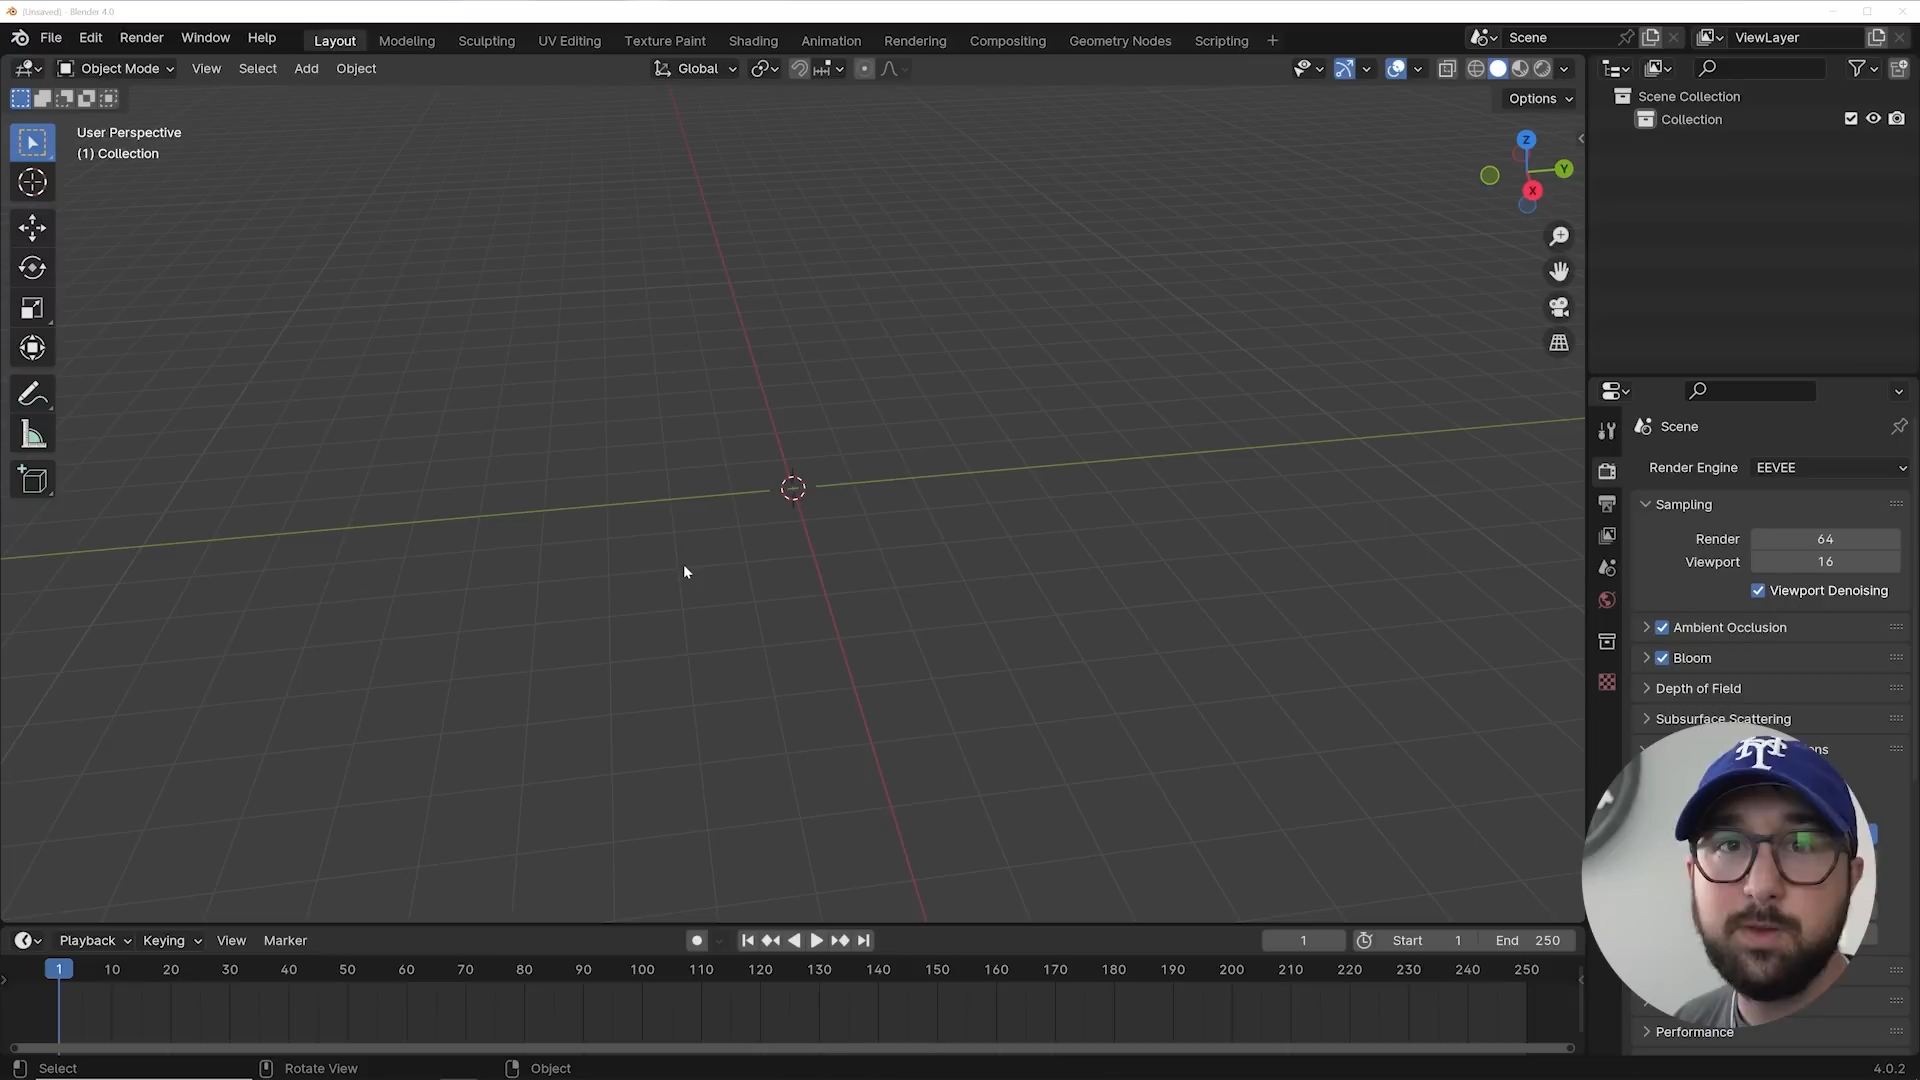 [Unsaved] - Blender 4.0
File Edit Render Window Help
Layout Modeling Sculpting UV Editing Texture Paint Shading Animation Rendering Compositing Geometry Nodes Scripting +
Scene
ViewLayer
Object Mode View Select Add Object
Global
Options
User Perspective
(1) Collection
Z
Y
X
Scene Collection
Collection
Scene
Render Engine EEVEE
Sampling
Render 64
Viewport 16
Viewport Denoising
Ambient Occlusion
Bloom
Depth of Field
Subsurface Scattering
ns
Performance
Playback Keying View Marker
1 Start 1 End 250
1 10 20 30 40 50 60 70 80 90 100 110 120 130 140 150 160 170 180 190 200 210 220 230 240 250
Select Rotate View Object
4.0.2